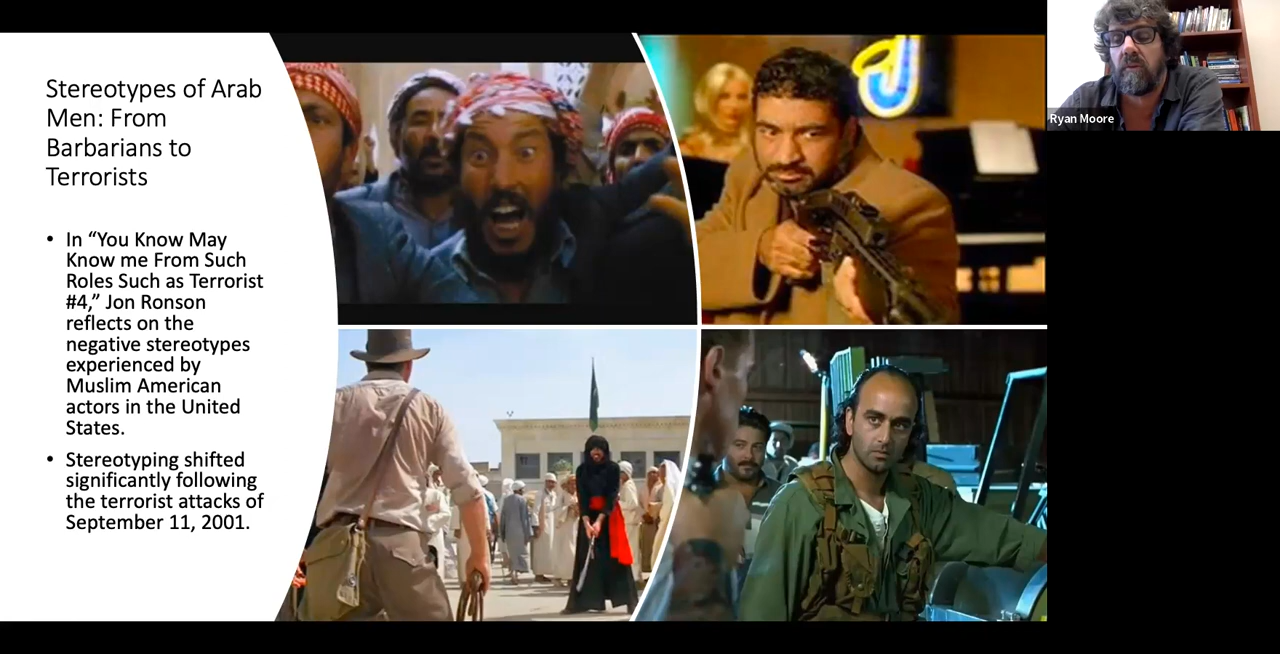 Stereotypes of Arab
Men: From
Barbarians to
Terrorists
• In “You Know May
Know me From Such
Roles Such as Terrorist
#4,” Jon Ronson
reflects on the
negative stereotypes
experienced by
Muslim American
actors in the United
States.
• Stereotyping shifted
significantly following
the terrorist attacks of
September 11, 2001.
Ryan Moore